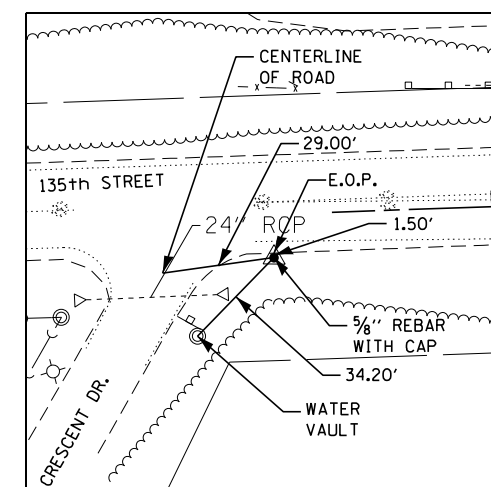 CENTERLINE
OF ROAD
29.00'
135th STREET
E.O.P.
24" RCP
1.50'
⅝" REBAR
WITH CAP
34.20'
CRESCENT DR.
WATER
VAULT